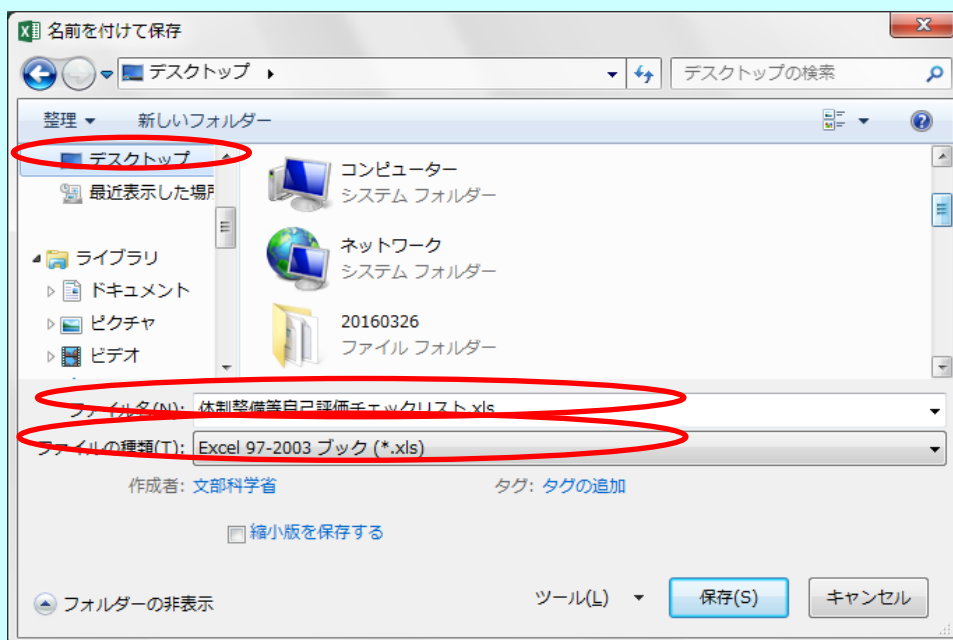 名前を付けて保存
デスクトップ
デスクトップの検索
整理 新しいフォルダー
デスクトップ
最近表示した場所
ライブラリ
ドキュメント
ピクチャ
ビデオ
コンピューター
システム フォルダー
ネットワーク
システム フォルダー
20160326
ファイル フォルダー
ファイル名(N): 体制整備等自己評価チェックリスト.xls
ファイルの種類(T): Excel 97-2003 ブック (*.xls)
作成者: 文部科学省 タグ: タグの追加
縮小版を保存する
フォルダーの非表示 ツール(L) 保存(S) キャンセル